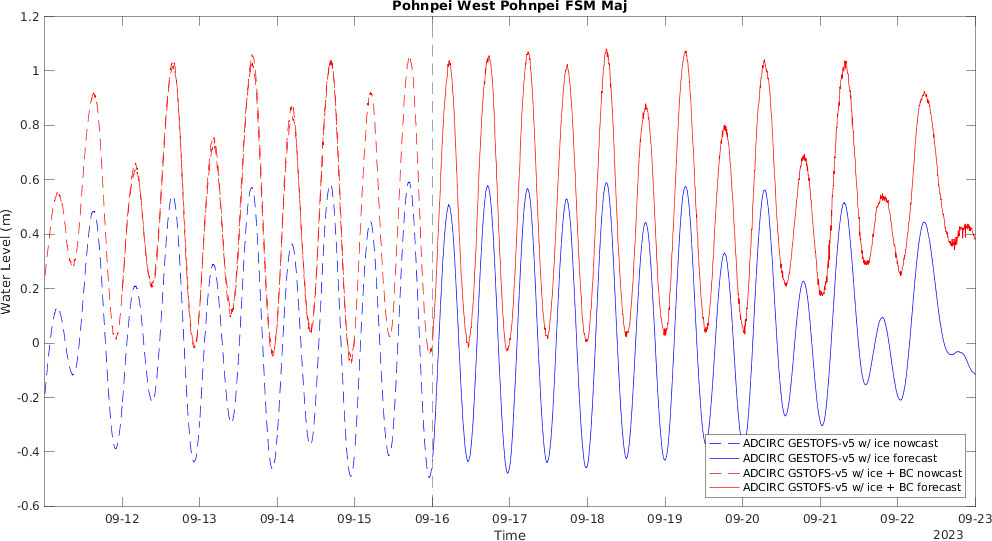 Pohnpei West Pohnpei FSM Maj
1.2
1
0.8
0.6
0.4
0.2
0
-0.2
-0.4
-0.6
Water Level (m)
ADCIRC GESTOFS-v5 w/ ice nowcast
ADCIRC GESTOFS-v5 w/ ice forecast
ADCIRC GSTOFS-v5 w/ ice + BC nowcast
ADCIRC GSTOFS-v5 w/ ice + BC forecast
09-12 09-13 09-14 09-15 09-16 09-17 09-18 09-19 09-20 09-21 09-22 09-23
Time
2023